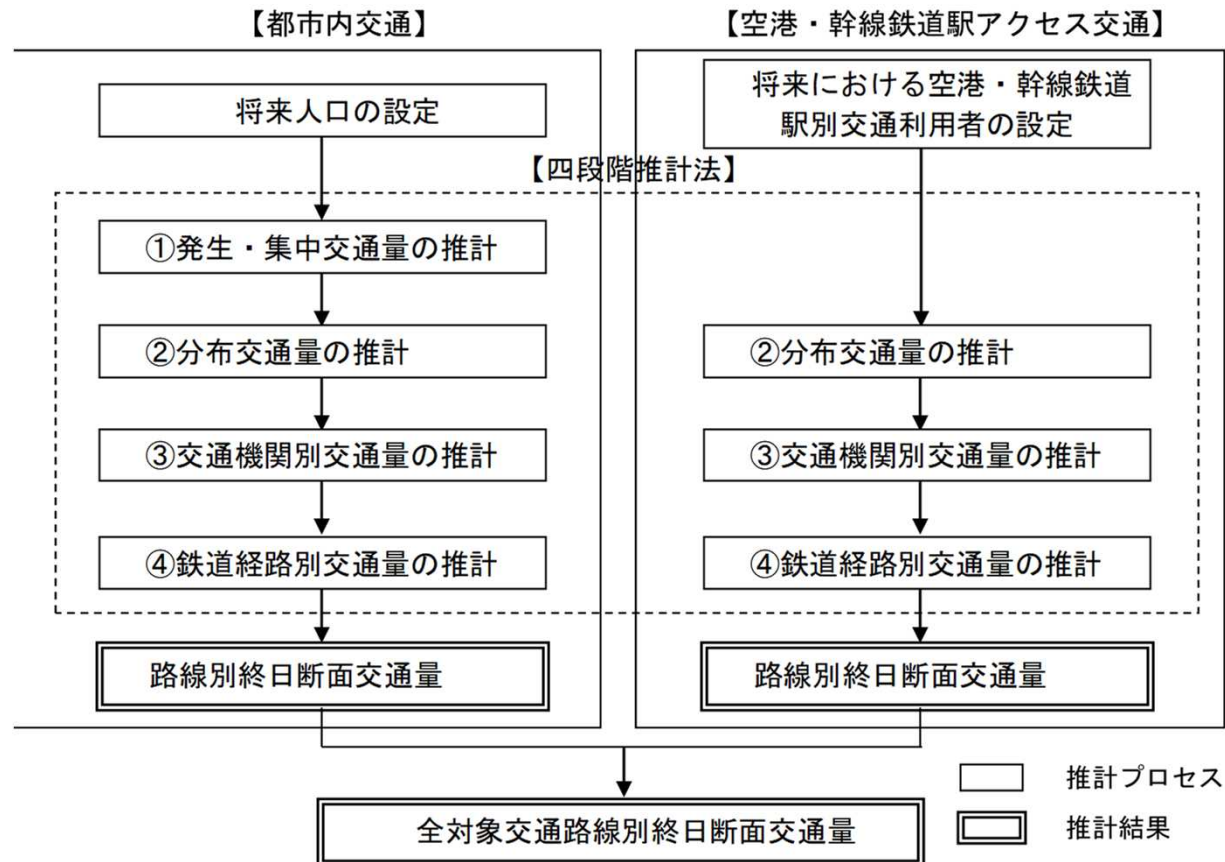 【都市内交通】
将来人口の設定
【空港・幹線鉄道駅アクセス交通】
将来における空港・幹線鉄道
駅別交通利用者の設定
【四段階推計法】
①発生・集中交通量の推計
②分布交通量の推計
③交通機関別交通量の推計
④鉄道経路別交通量の推計
路線別終日断面交通量
②分布交通量の推計
③交通機関別交通量の推計
④鉄道経路別交通量の推計
路線別終日断面交通量
全対象交通路線別終日断面交通量
推計プロセス
推計結果